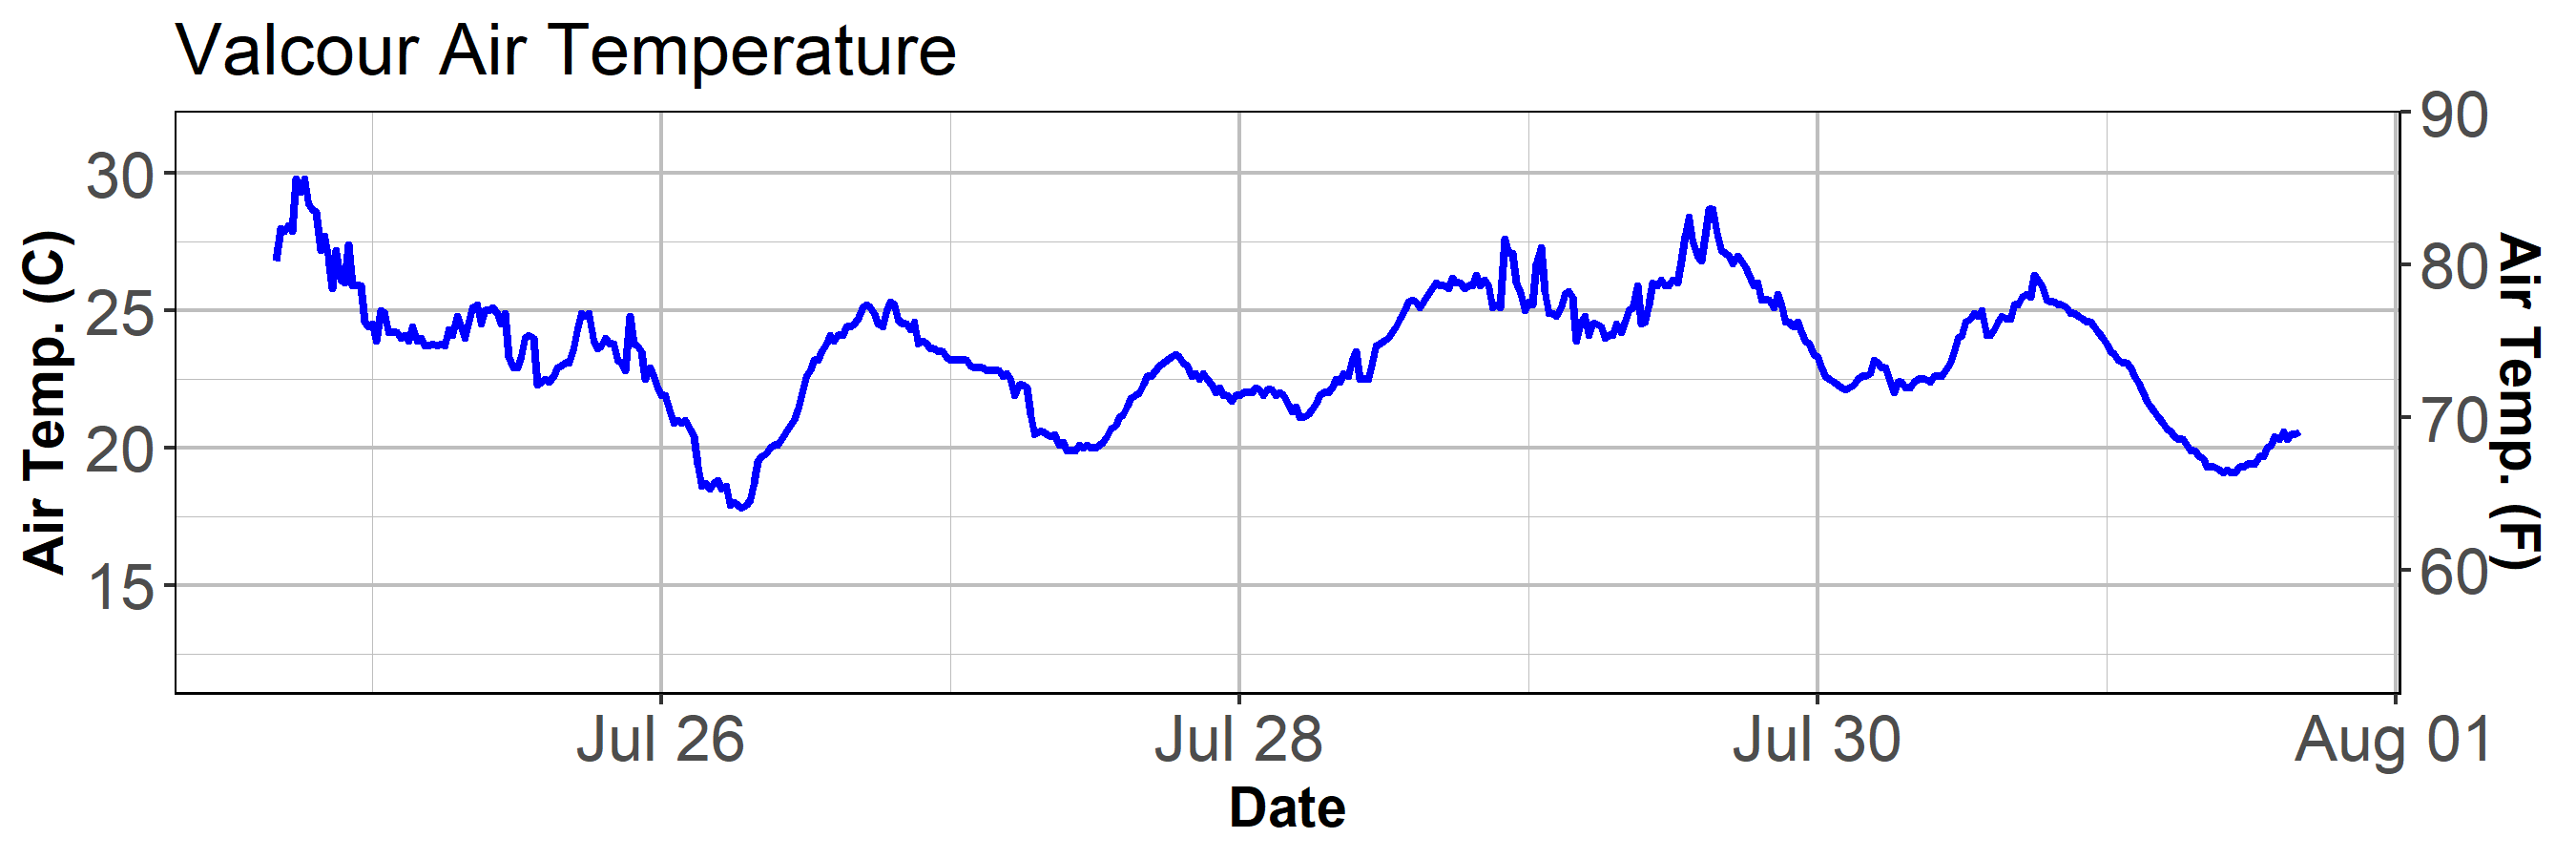 Valcour Air Temperature
Air Temp. (C)
30
25
20
15
90
80
70
60
Air Temp. (F)
Jul 26
Jul 28
Jul 30
Aug 01
Date